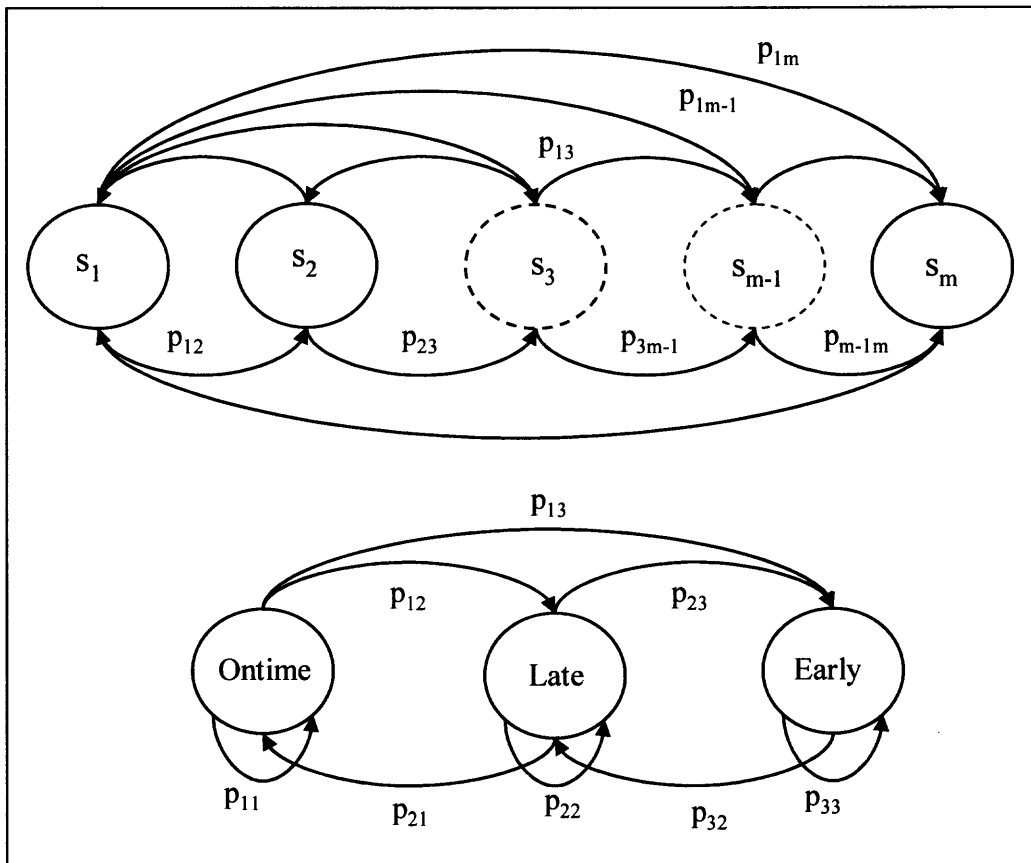 p₁ₘ
p₁ₘ₋₁
p₁₃
s₁ s₂ s₃ sₘ₋₁ sₘ
p₁₂ p₂₃ p₃ₘ₋₁ pₘ₋₁ₘ
p₁₃
p₁₂ p₂₃
Ontime Late Early
p₁₁ p₂₁ p₂₂ p₃₂ p₃₃